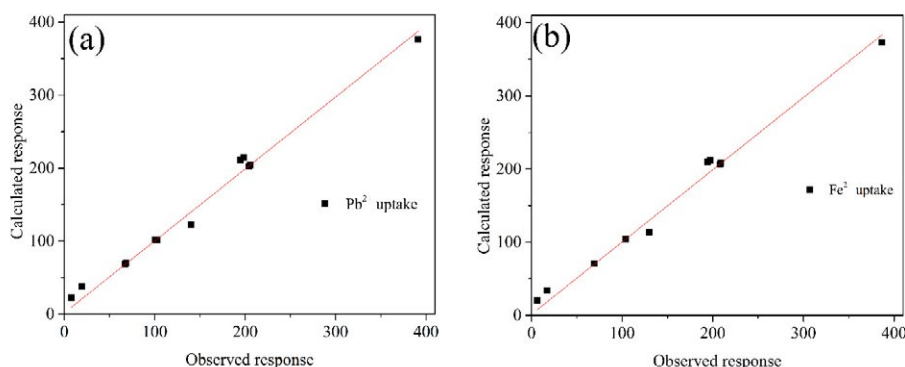 (a)
400
300
200
100
0
Calculated response
Pb² uptake
0 100 200 300 400
Observed response
(b)
400
300
200
100
0
Calculated response
Fe² uptake
0 100 200 300 400
Observed response